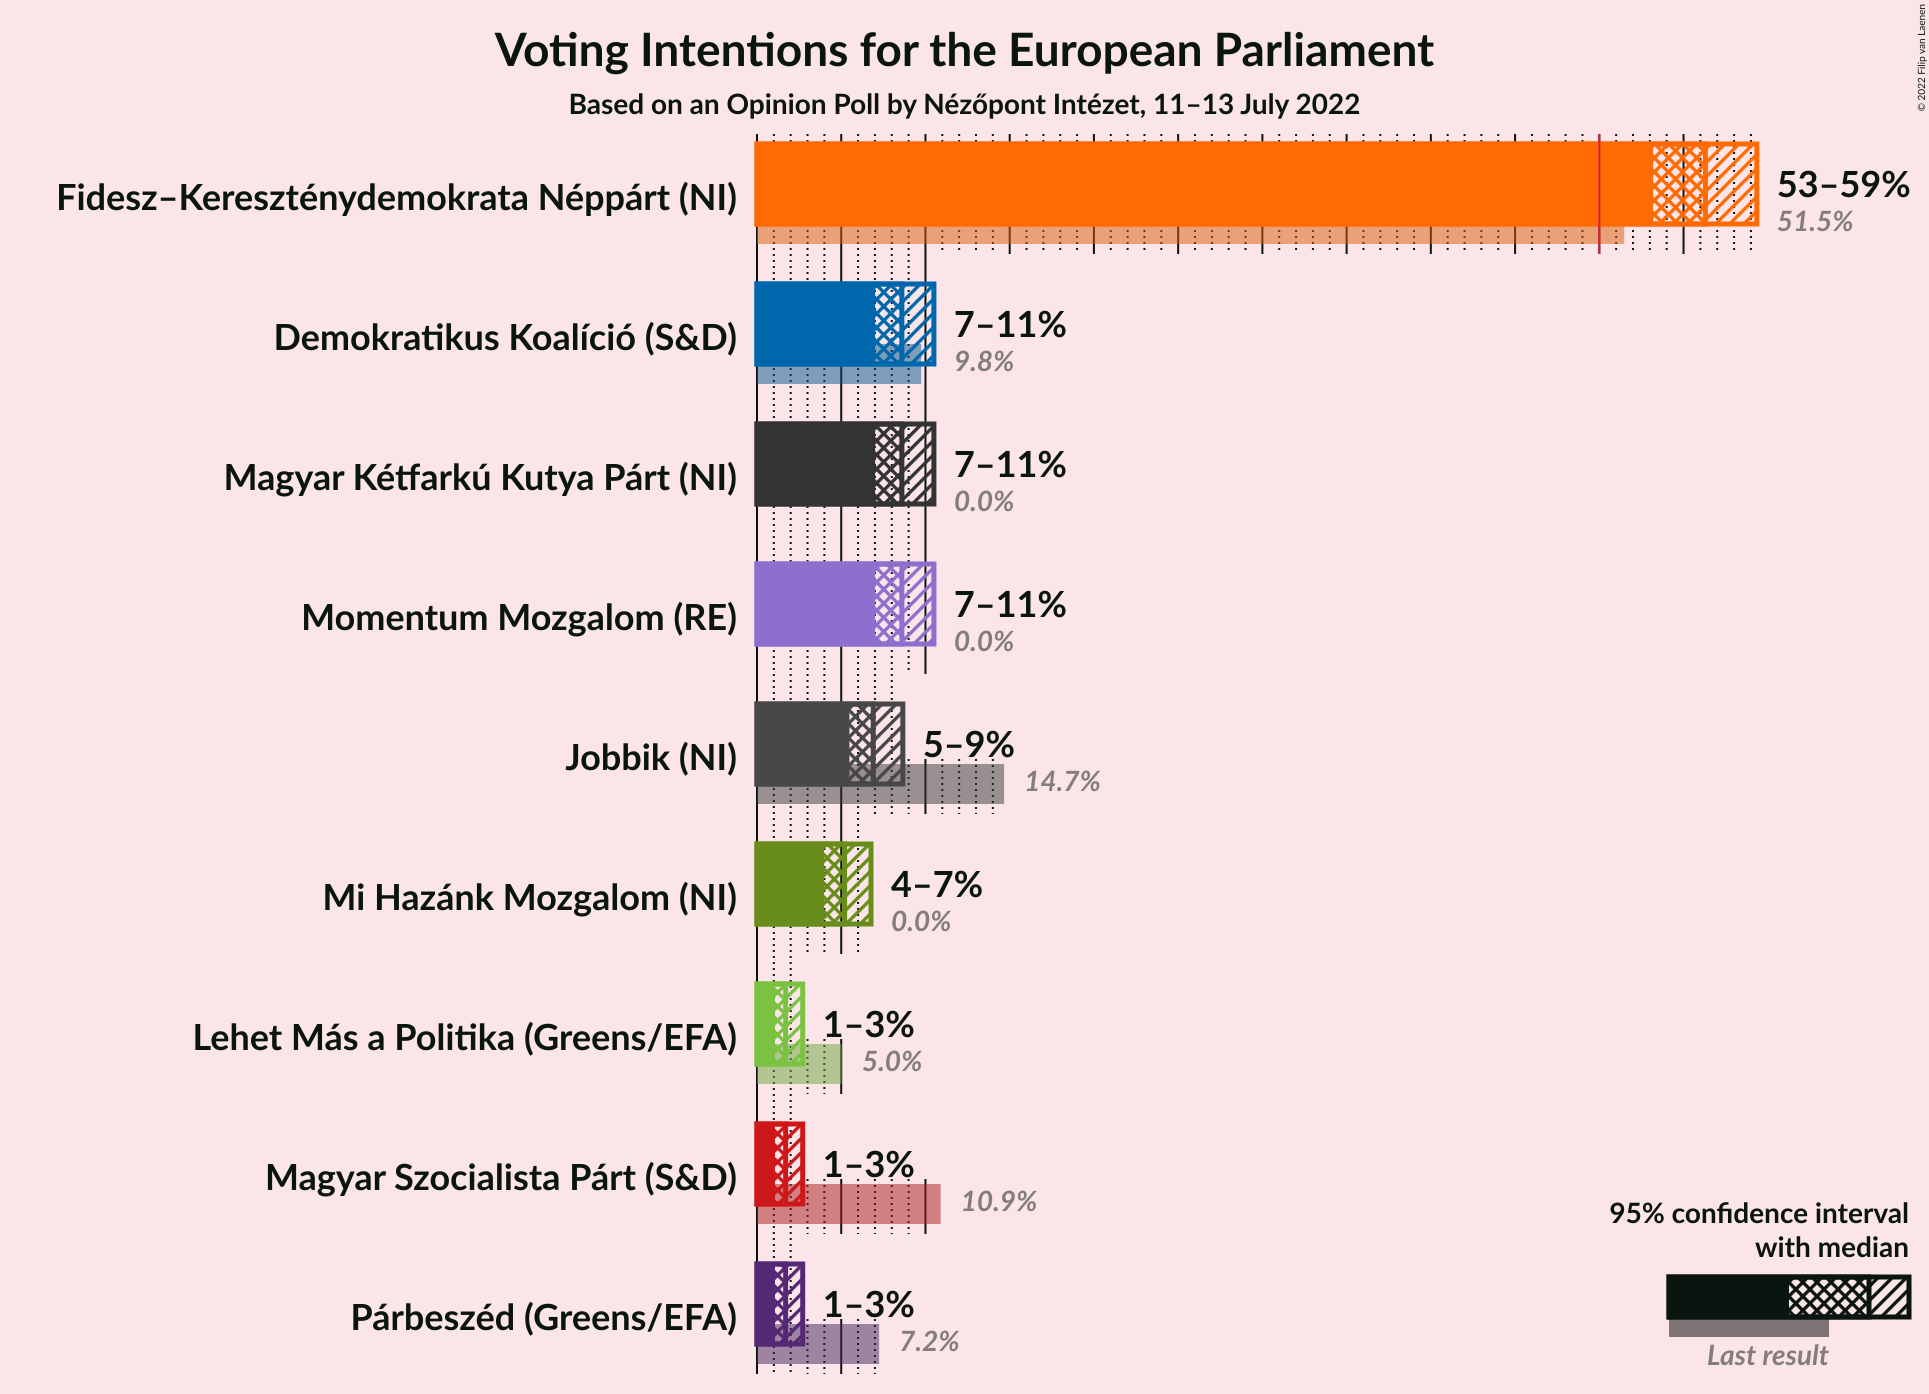 Voting Intentions for the European Parliament
Based on an Opinion Poll by Nézőpont Intézet, 11–13 July 2022
© 2022 Filip van Laenen
Fidesz–Kereszténydemokrata Néppárt (NI)
53–59%
51.5%
Demokratikus Koalíció (S&D)
7–11%
9.8%
Magyar Kétfarkú Kutya Párt (NI)
7–11%
0.0%
Momentum Mozgalom (RE)
7–11%
0.0%
Jobbik (NI)
5–9%
14.7%
Mi Hazánk Mozgalom (NI)
4–7%
0.0%
Lehet Más a Politika (Greens/EFA)
1–3%
5.0%
Magyar Szocialista Párt (S&D)
1–3%
10.9%
Párbeszéd (Greens/EFA)
1–3%
7.2%
95% confidence interval
with median
Last result